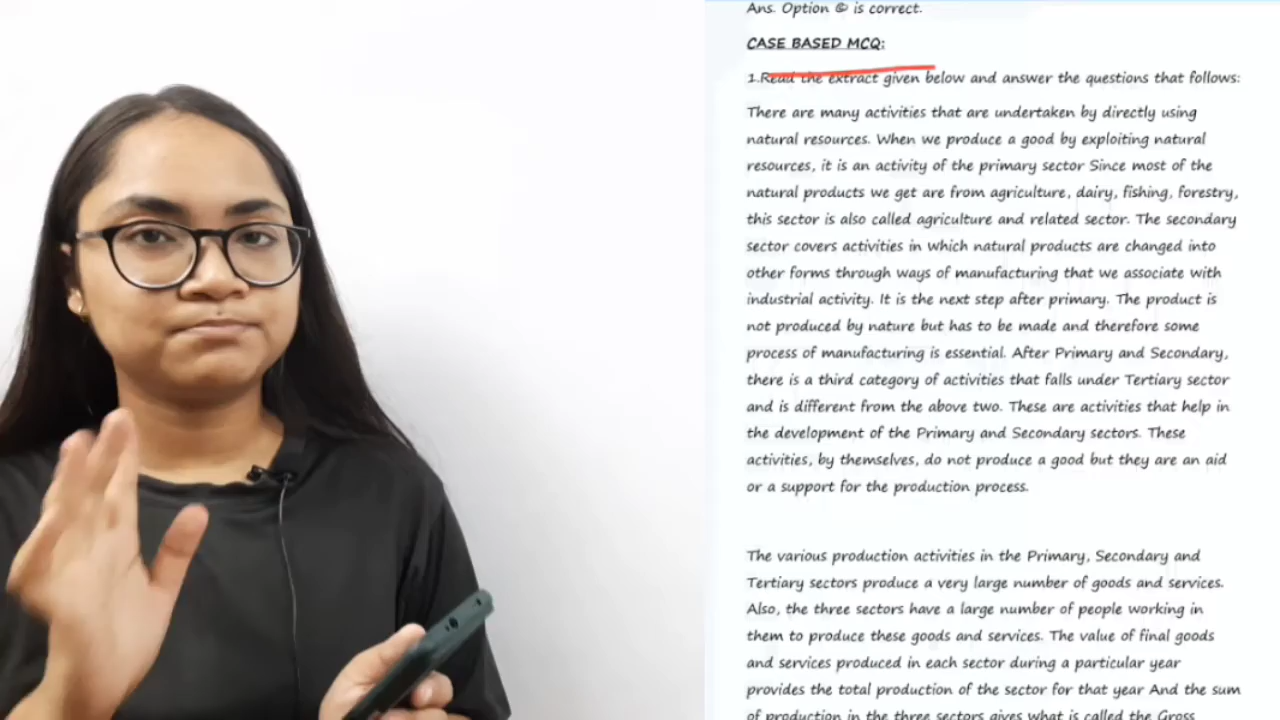 Ans. Option © is correct.
CASE BASED MCQ:
1.Read the extract given below and answer the questions that follows:
There are many activities that are undertaken by directly using
natural resources. When we produce a good by exploiting natural
resources, it is an activity of the primary sector Since most of the
natural products we get are from agriculture, dairy, fishing, forestry,
this sector is also called agriculture and related sector. The secondary
sector covers activities in which natural products are changed into
other forms through ways of manufacturing that we associate with
industrial activity. It is the next step after primary. The product is
not produced by nature but has to be made and therefore some
process of manufacturing is essential. After Primary and Secondary,
there is a third category of activities that falls under Tertiary sector
and is different from the above two. These are activities that help in
the development of the Primary and Secondary sectors. These
activities, by themselves, do not produce a good but they are an aid
or a support for the production process.
The various production activities in the Primary, Secondary and
Tertiary sectors produce a very large number of goods and services.
Also, the three sectors have a large number of people working in
them to produce these goods and services. The value of final goods
and services produced in each sector during a particular year
provides the total production of the sector for that year And the sum
of production in the three sectors gives what is called the Gross